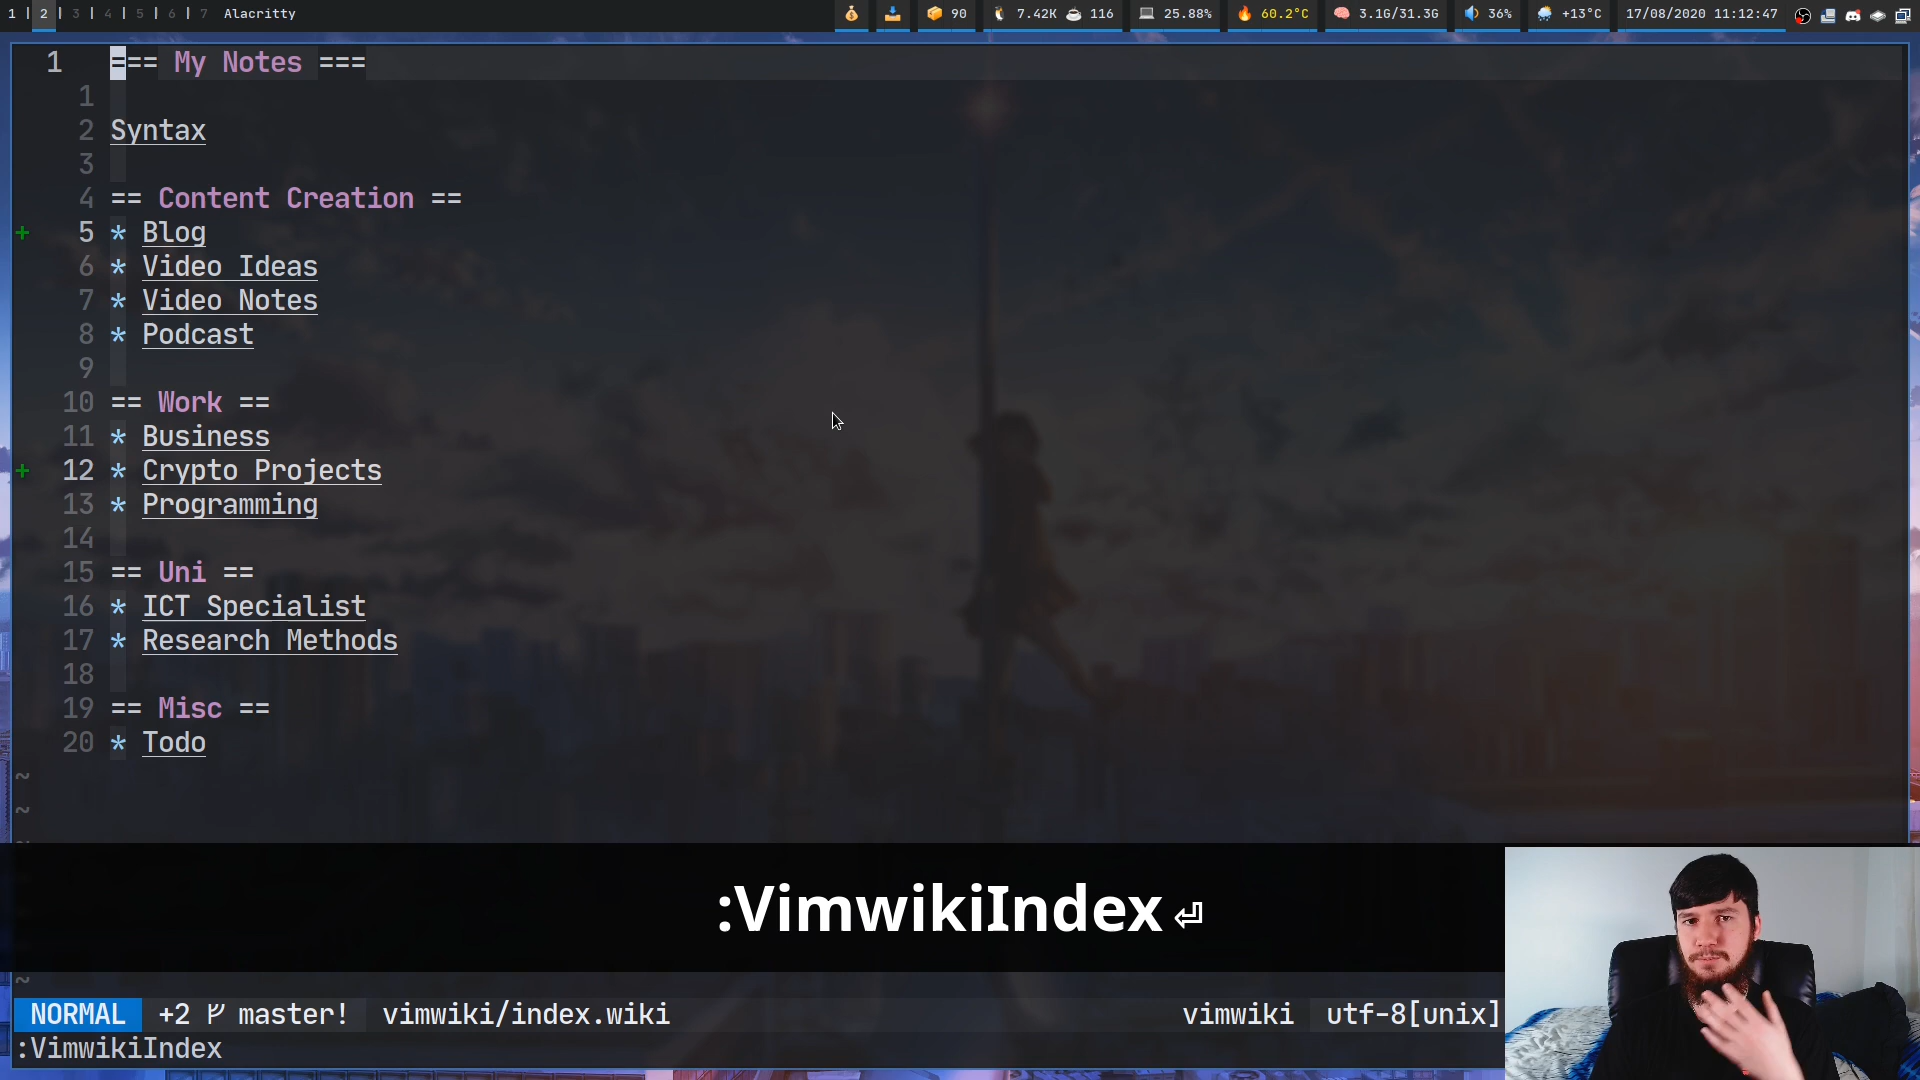 1 | 2 | 3 | 4 | 5 | 6 | 7 Alacritty 90 7.42K 116 25.88% 60.2°C 3.1G/31.3G 36% +13°C 17/08/2020 11:12:47
1 === My Notes ===
1
2 Syntax
3
4 == Content Creation ==
+ 5 * Blog
6 * Video Ideas
7 * Video Notes
8 * Podcast
9
10 == Work ==
11 * Business
+ 12 * Crypto Projects
13 * Programming
14
15 == Uni ==
16 * ICT Specialist
17 * Research Methods
18
19 == Misc ==
20 * Todo
~
~
:VimwikiIndex⏎
~
NORMAL +2 master! vimwiki/index.wiki vimwiki utf-8[unix]
:VimwikiIndex